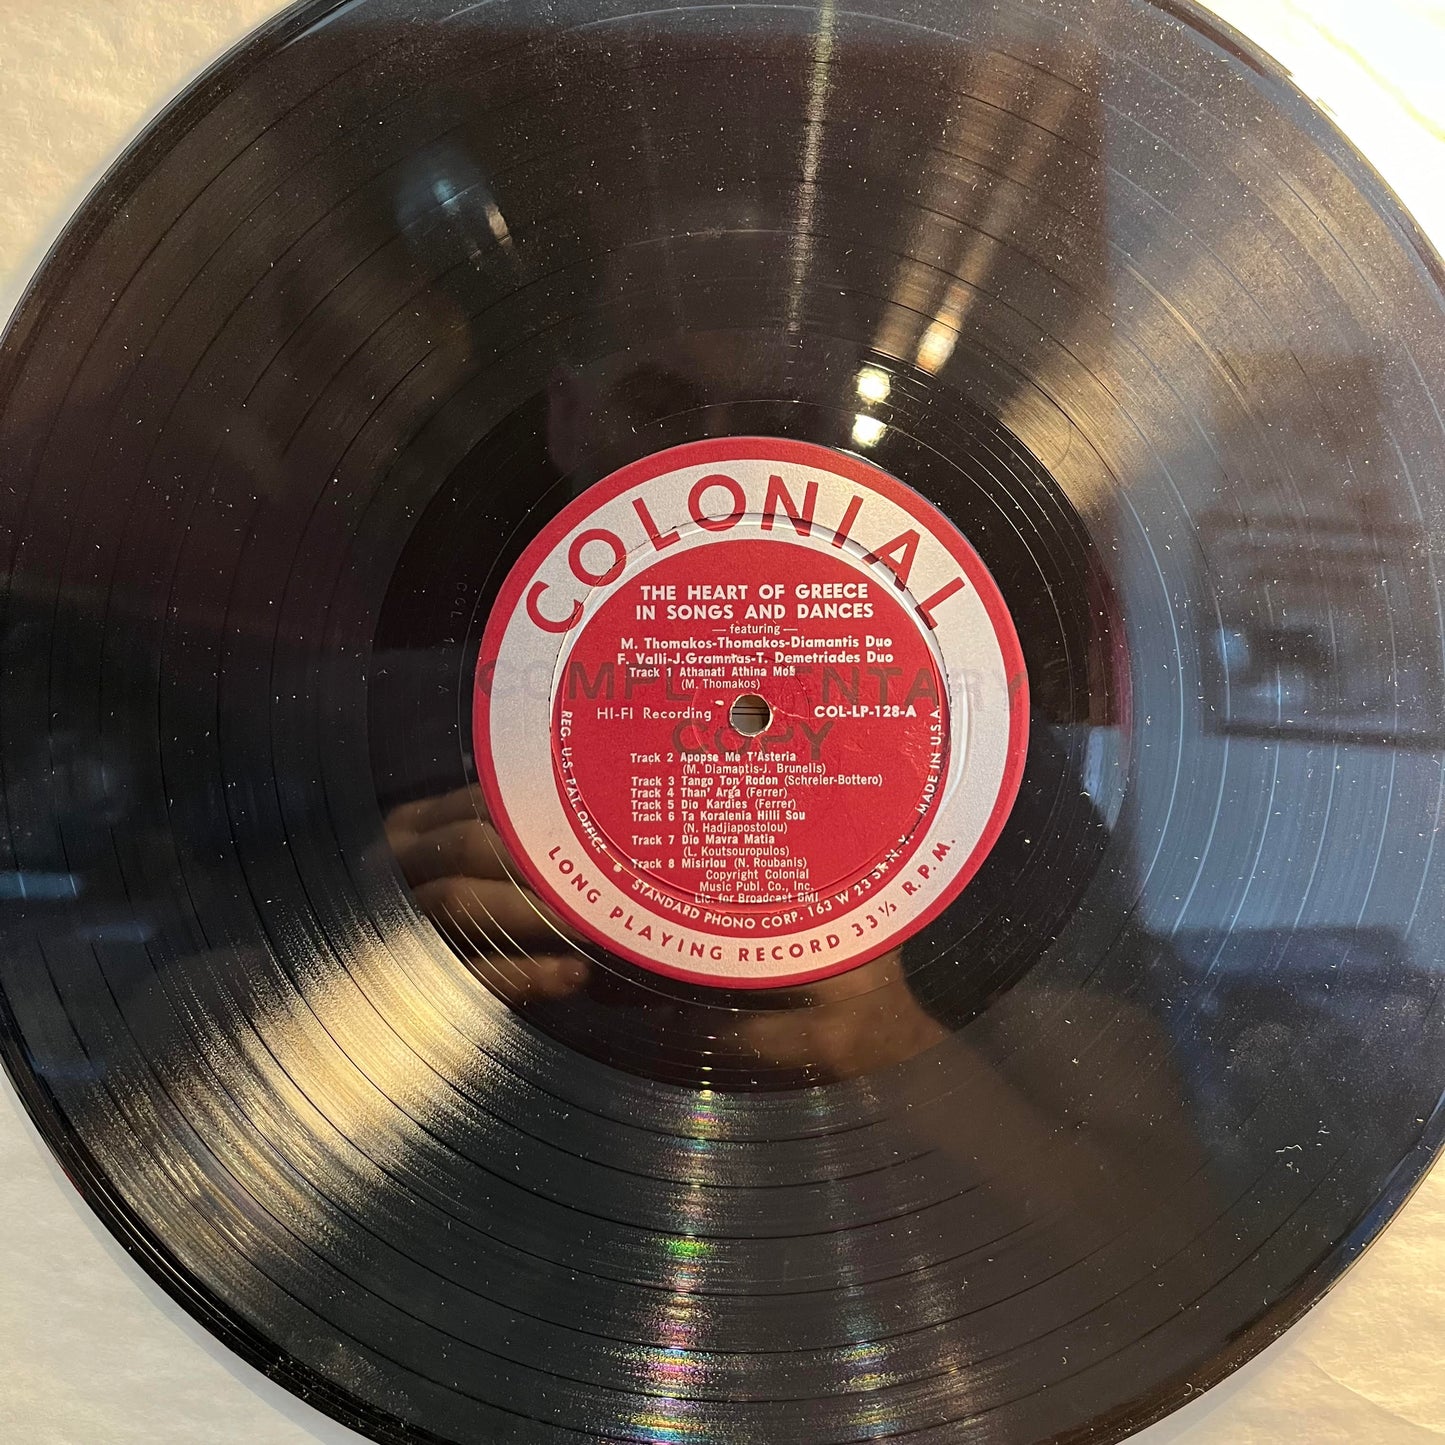 COLONIAL
THE HEART OF GREECE
IN SONGS AND DANCES
— featuring —
M. Thomakos-Thomakos-Diamantis Duo
F. Valli-J.Gramntas-T. Demetriades Duo
Track 1 Athanati Athina Mou
(M. Thomakos)
COMPLIMENTARY
COPY
HI-FI Recording
COL-LP-128-A
Track 2 Apopse Me T'Asteria
(M. Diamantis-J. Brunelis)
Track 3 Tango Ton Rodon (Schreier-Bottero)
Track 4 Than' Arga (Ferrer)
Track 5 Dio Kardies (Ferrer)
Track 6 Ta Koralenia Hilli Sou
(N. Hadjiapostolou)
Track 7 Dio Mavra Matia
(L. Koutsouropulos)
Track 8 Misirlou (N. Roubanis)
Copyright Colonial
Music Publ. Co., Inc.
Lic. for Broadcast BMI
REG. U.S. PAT. OFFICE • STANDARD PHONO CORP. 163 W 23 St. N.Y. MADE IN U.S.A.
LONG PLAYING RECORD 33⅓ R.P.M.